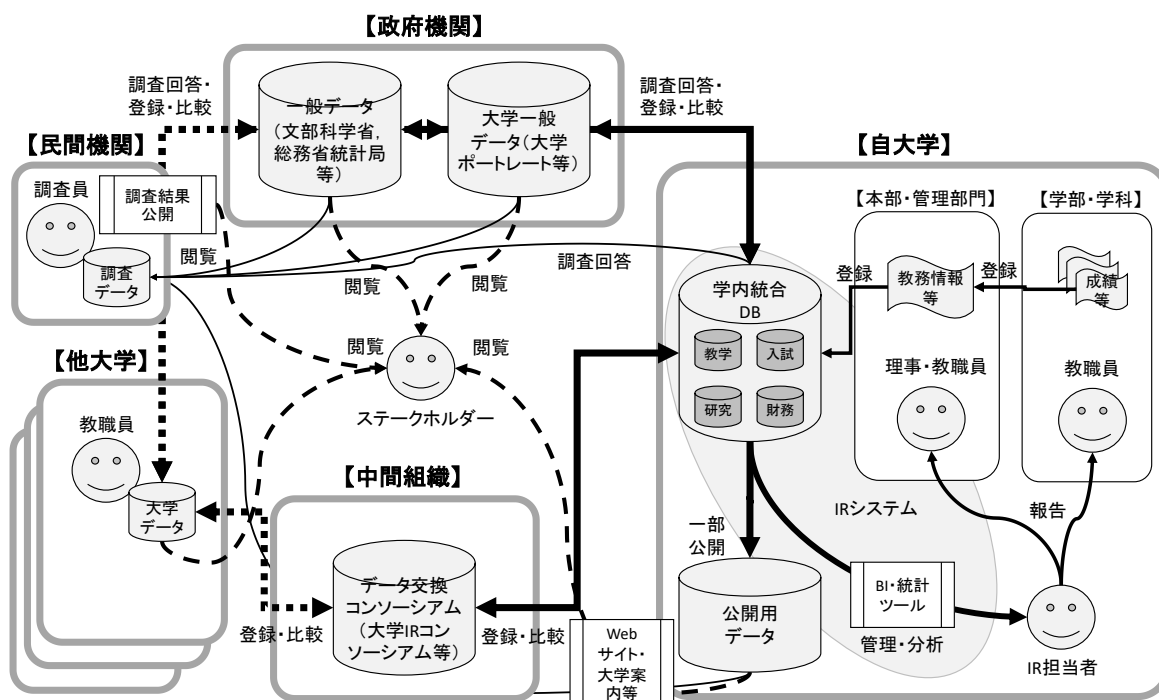 【政府機関】
調査回答・
登録・比較
一般データ
(文部科学省,
総務省統計局
等)
大学一般
データ(大学
ポートレート等)
調査回答・
登録・比較
【民間機関】
調査員
調査結果
公開
調査
データ
閲覧
閲覧
閲覧
調査回答
【自大学】
【本部・管理部門】
【学部・学科】
登録
教務情報
等
登録
成績
等
学内統合
DB
教学
入試
研究
財務
理事・教職員
教職員
【他大学】
教職員
大学
データ
閲覧
閲覧
ステークホルダー
【中間組織】
データ交換
コンソーシアム
(大学IRコン
ソーシアム等)
登録・比較
登録・比較
一部
公開
IRシステム
報告
公開用
データ
BI・統計
ツール
管理・分析
IR担当者
Web
サイト・
大学案
内等